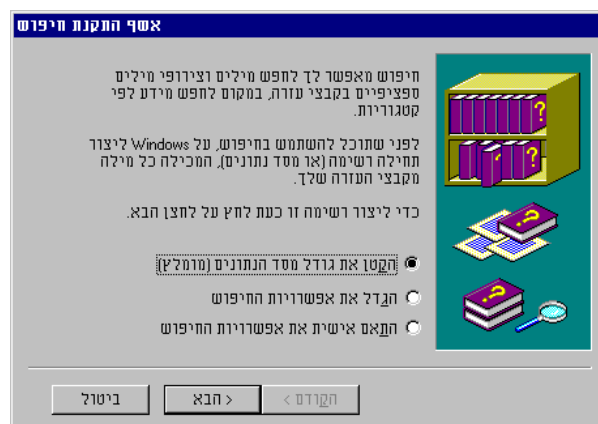 אשף התקנת חיפוש
חיפוש מאפשר לך לחפש מילים וצירופי מילים
ספציפיים בקבצי עזרה, במקום לחפש מידע לפי
קטגוריות.
לפני שתוכל להשתמש בחיפוש, על Windows ליצור
תחילה רשימה (או מסד נתונים), המכילה כל מילה
מקבצי העזרה שלך.
כדי ליצור רשימה זו כעת לחץ על לחצן הבא.
הקטן את גודל מסד הנתונים (מומלץ)
הגדל את אפשרויות החיפוש
התאם אישית את אפשרויות החיפוש
< הקודם
הבא >
ביטול